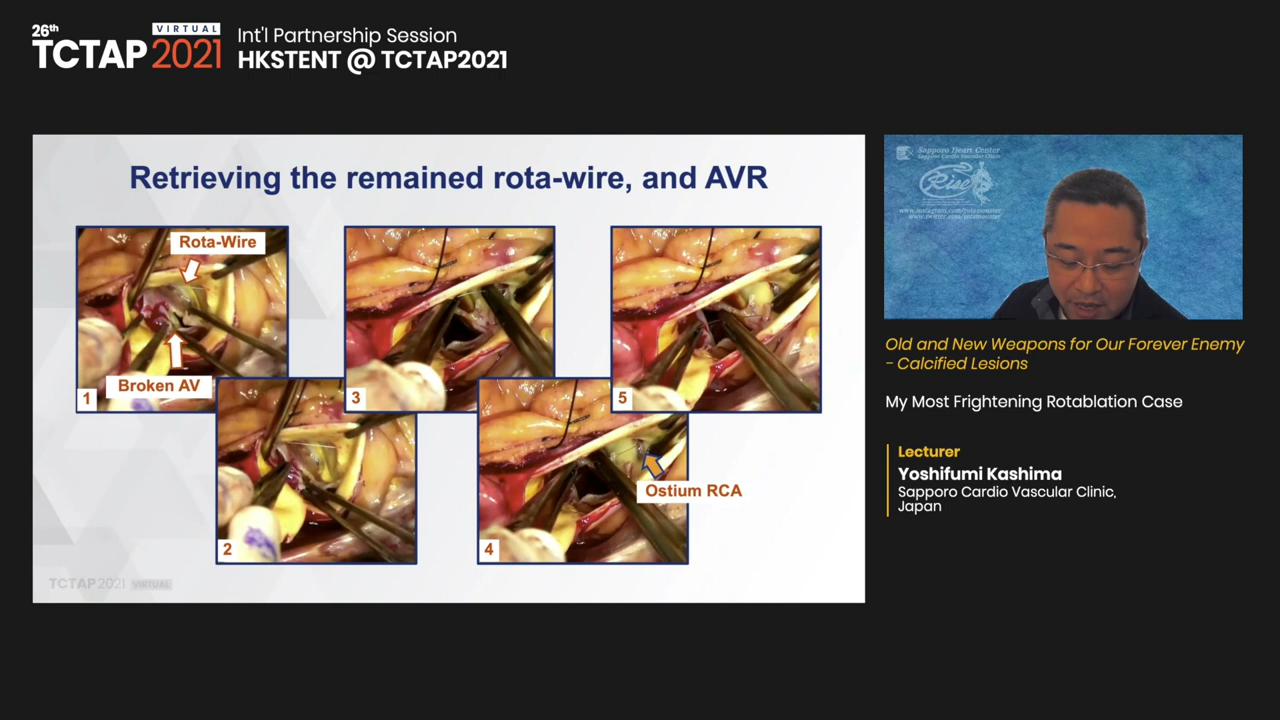 26th
VIRTUAL
TCTAP 2021
Int'l Partnership Session
HKSTENT @ TCTAP2021
Retrieving the remained rota-wire, and AVR
Rota-Wire
Broken AV
1
2
3
4
5
Ostium RCA
TCTAP2021 VIRTUAL
Sapporo Heart Center
Sapporo Cardio Vascular Clinic
Rise
Old and New Weapons for Our Forever Enemy
- Calcified Lesions
My Most Frightening Rotablation Case
Lecturer
Yoshifumi Kashima
Sapporo Cardio Vascular Clinic,
Japan